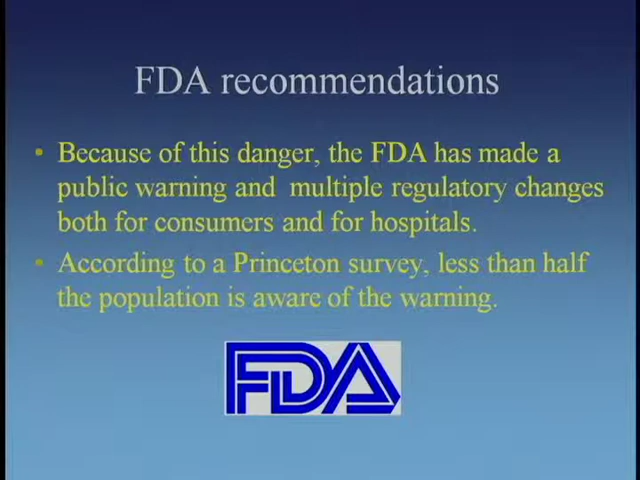 FDA recommendations
• Because of this danger, the FDA has made a
public warning and multiple regulatory changes
both for consumers and for hospitals.
• According to a Princeton survey, less than half
the population is aware of the warning.
FDA